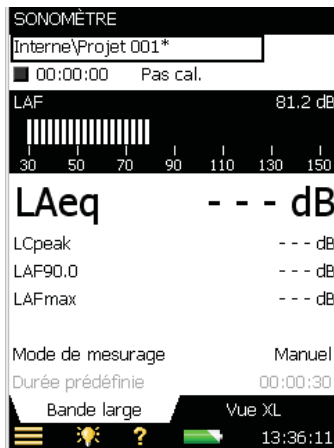 SONOMÈTRE
Interne\Projet 001*
00:00:00 Pas cal.
LAF 81.2 dB
30 50 70 90 110 130 150
LAeq - - - dB
LCpeak - - - dB
LAF90.0 - - - dB
LAFmax - - - dB
Mode de mesurage Manuel
Durée prédéfinie 00:00:30
Bande large Vue XL
? 13:36:11